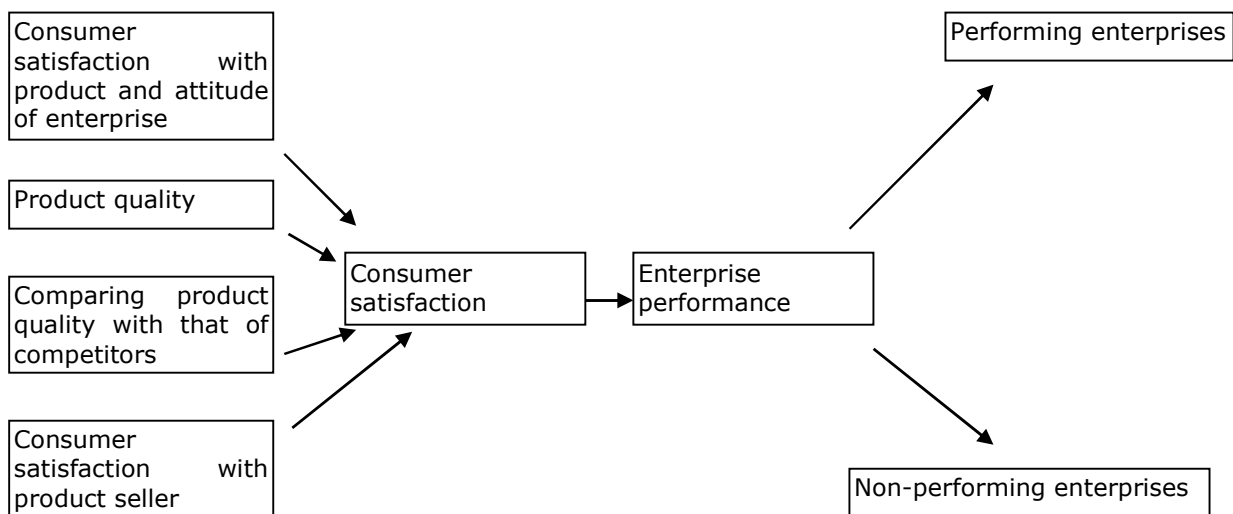 Consumer
satisfaction with
product and attitude
of enterprise
Product quality
Comparing product
quality with that of
competitors
Consumer
satisfaction with
product seller
Consumer
satisfaction
Enterprise
performance
Performing enterprises
Non-performing enterprises